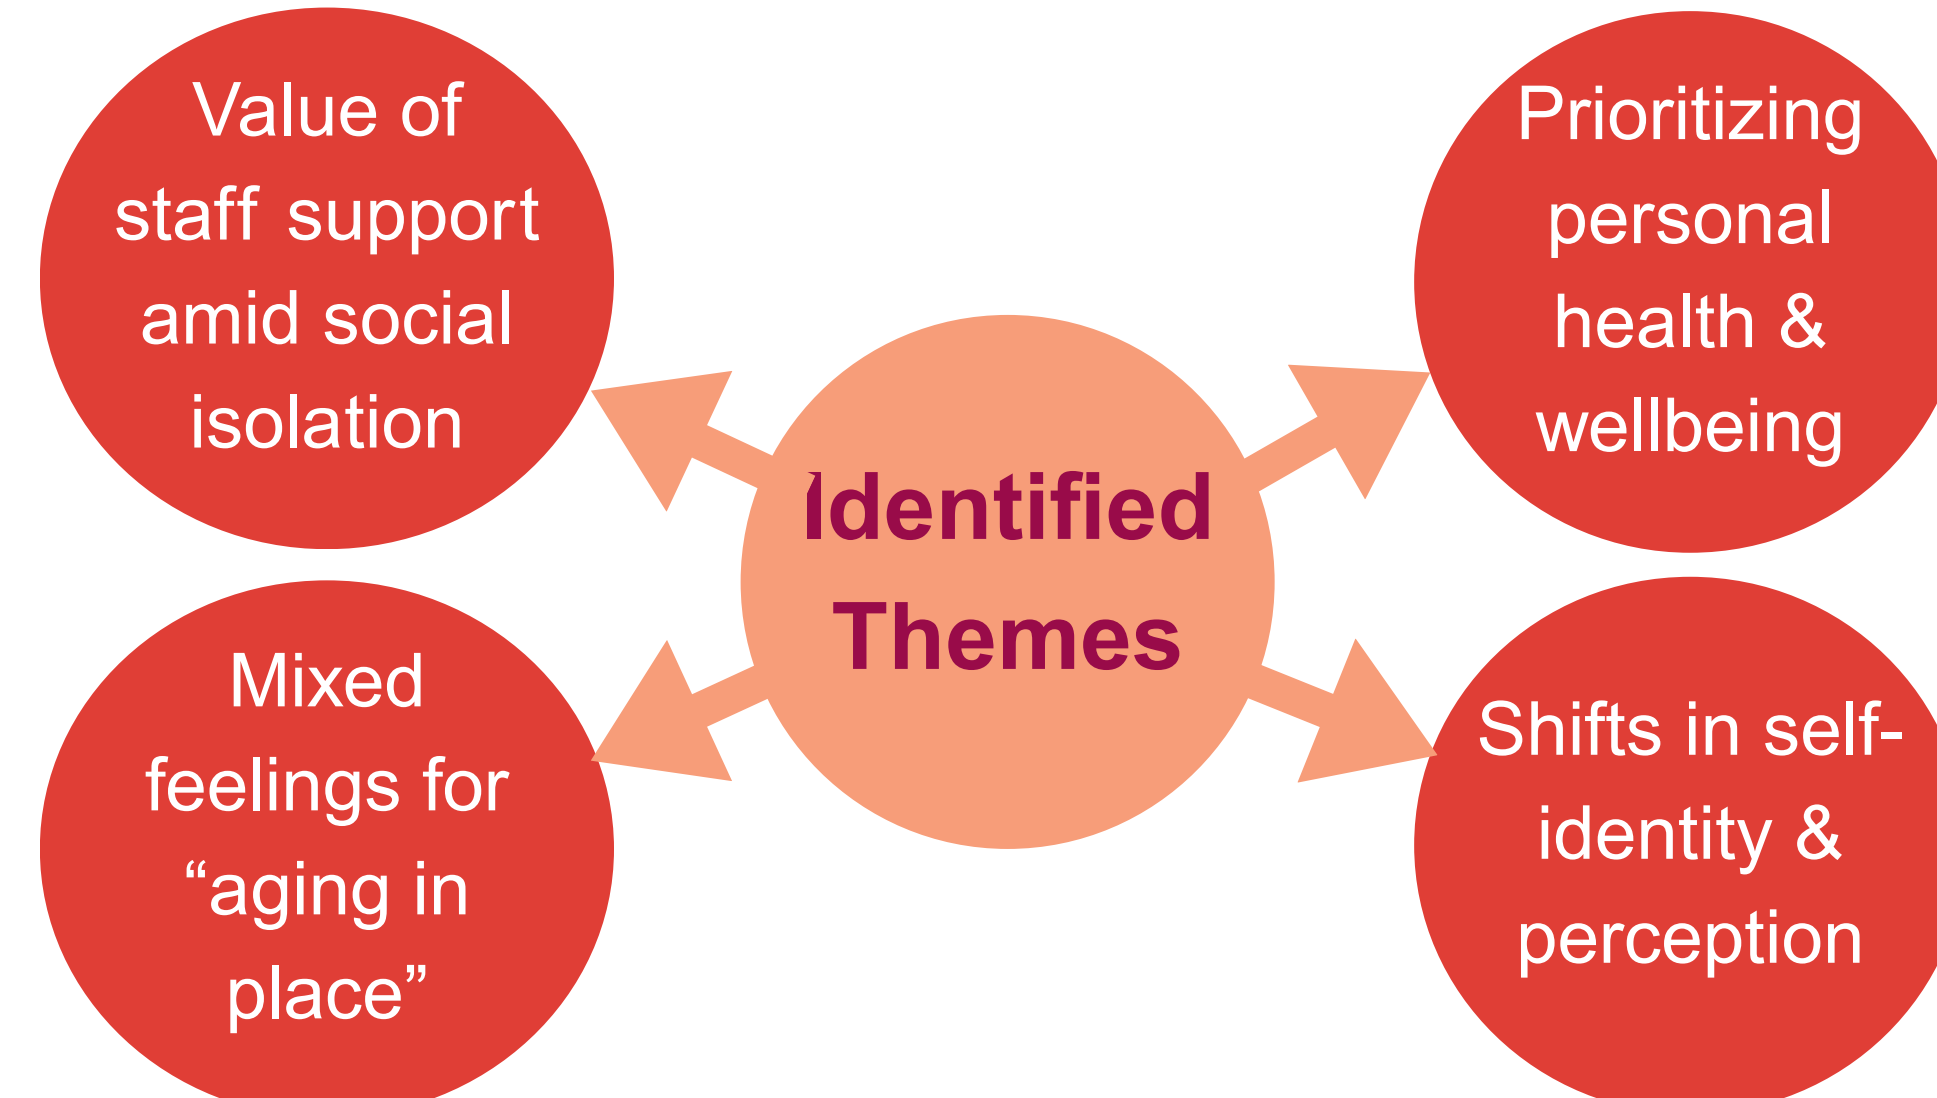 Value of
staff support
amid social
isolation
Prioritizing
personal
health &
wellbeing
Identified
Themes
Mixed
feelings for
“aging in
place”
Shifts in self-
identity &
perception